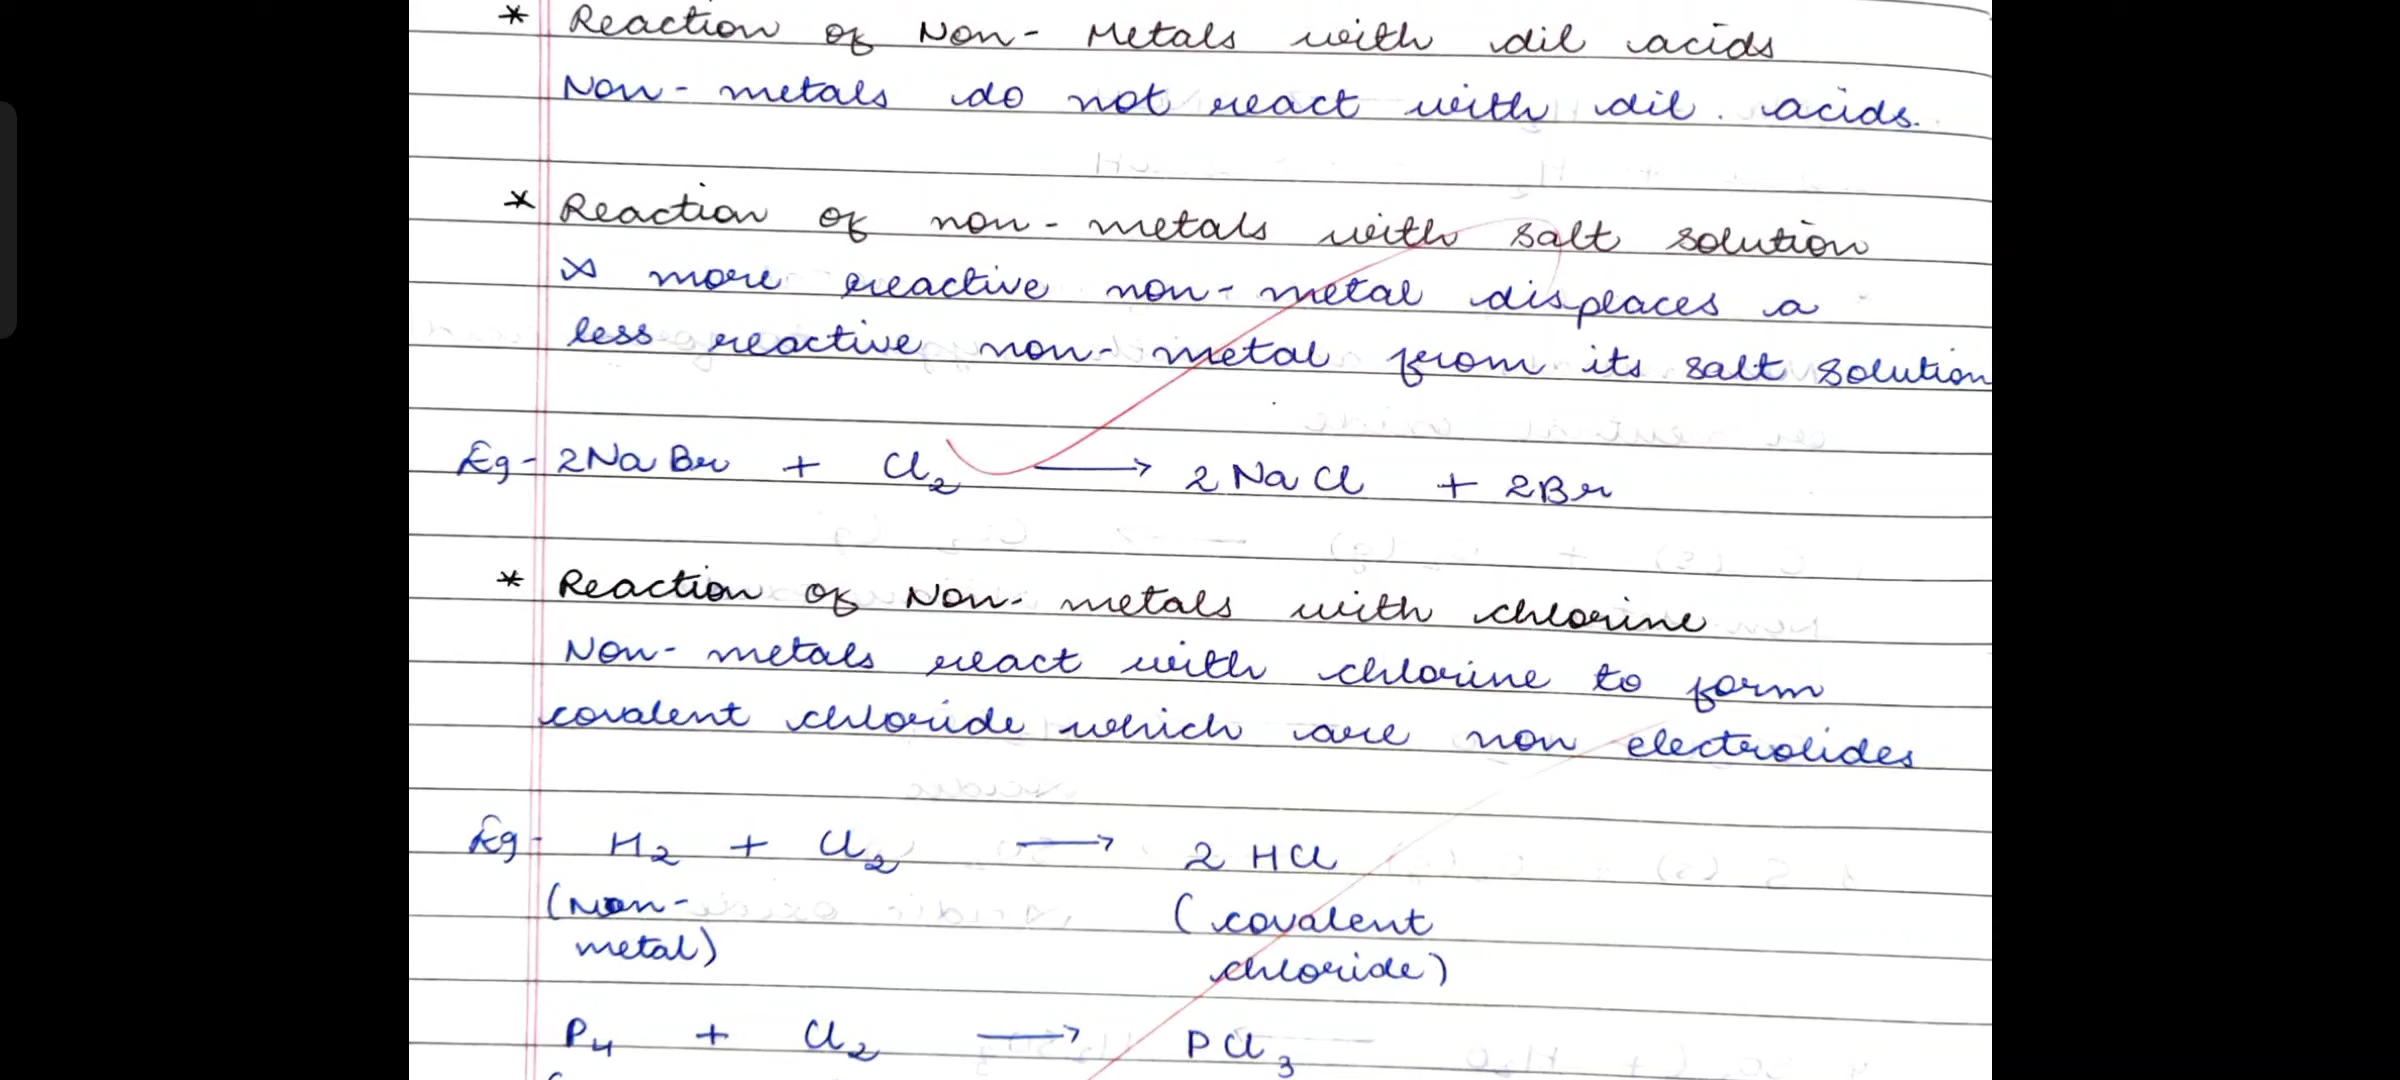 * Reaction of Non- Metals with dil acids
Non- metals do not react with dil. acids.
* Reaction of non- metals with salt solution
more reactive non- metal displaces a
less reactive non- metal from its salt solution
Eg- 2NaBr + Cl₂ → 2NaCl + 2Br
* Reaction of Non- metals with chlorine
Non- metals react with chlorine to form
covalent chloride which are non electrolides
Eg- H₂ + Cl₂ → 2 HCl
(Non- (covalent
metal) chloride)
P₄ + Cl₂ → PCl₃